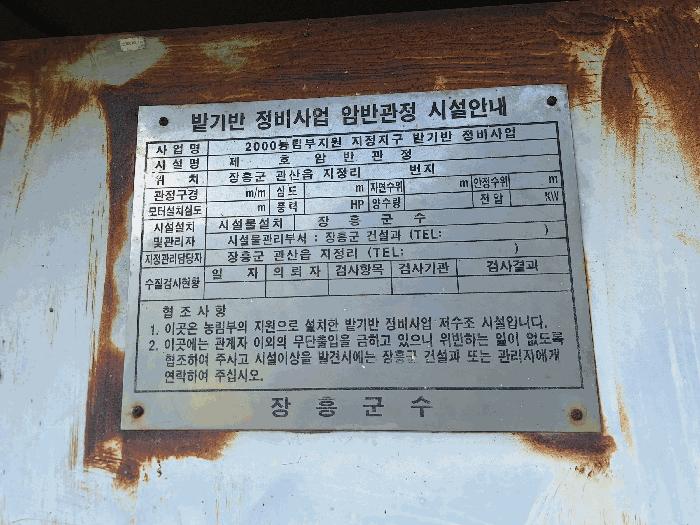 밭기반 정비사업 암반관정 시설안내
사업명 2000농림부지원 지정지구 밭기반 정비사업
시설명 제 호 암반관정
위치 장흥군 관산읍 지정리 번지
관정구경 m/m 심도 m 자연수위 m 안정수위 m
모터설치심도 m 풍력 HP 양수량 전압 KW
시설설치 및관리자 시설물설치 장흥군수
시설물관리부서 : 장흥군 건설과 (TEL: )
지정관리담당자 장흥군 관산읍 지정리 (TEL: )
수질검사현황 일자 의뢰자 검사항목 검사기관 검사결과
협조사항
1. 이곳은 농림부의 지원으로 설치한 밭기반 정비사업 저수조 시설입니다.
2. 이곳에는 관계자 이외의 무단출입을 금하고 있으니 위반하는 일이 없도록
협조하여 주시고 시설이상을 발견시에는 장흥군 건설과 또는 관리자에게
연락하여 주십시오.
장흥군수